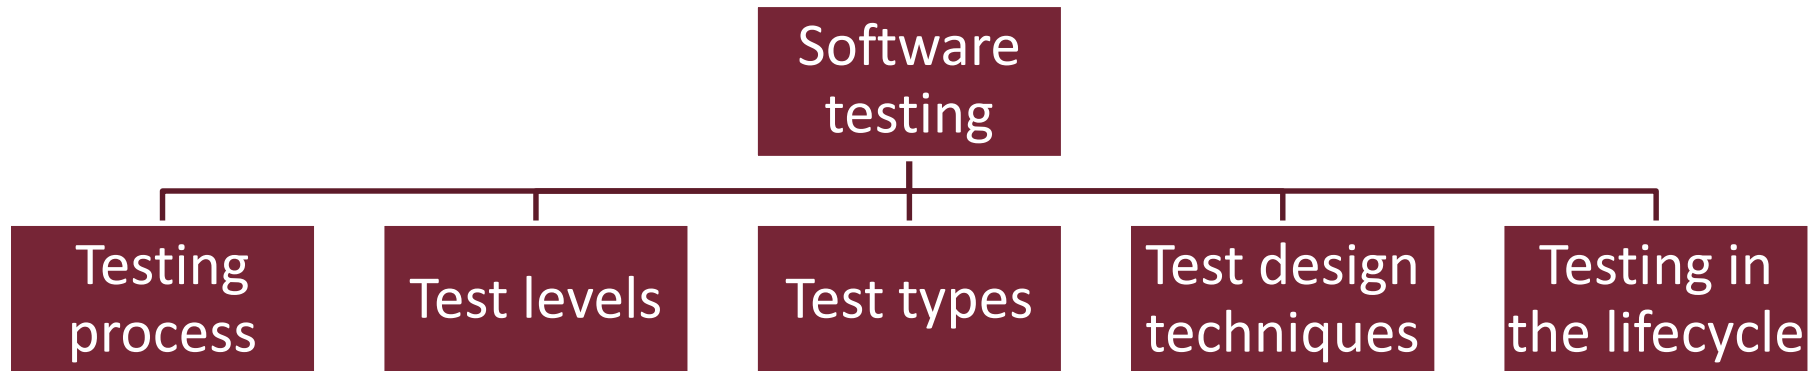 Software
testing
Testing
process
Test levels
Test types
Test design
techniques
Testing in
the lifecycle